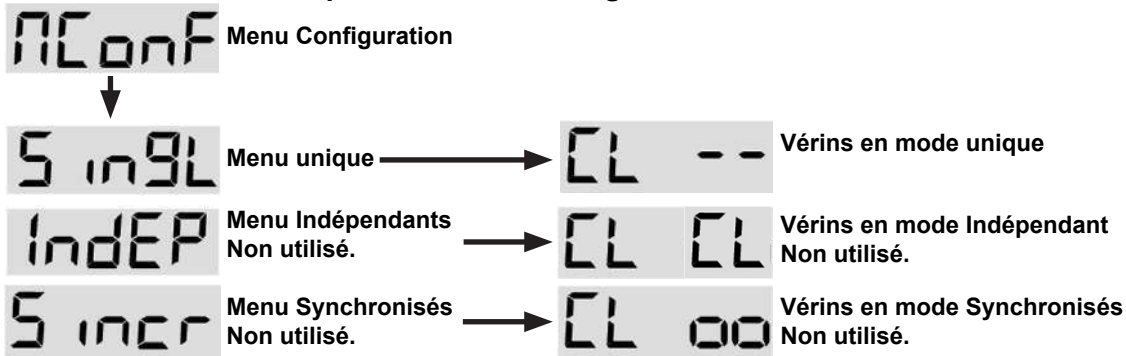 MConF Menu Configuration
SingL Menu unique CL -- Vérins en mode unique
IndEP Menu Indépendants CL CL Vérins en mode Indépendant
Non utilisé. Non utilisé.
Sincr Menu Synchronisés CL oo Vérins en mode Synchronisés
Non utilisé. Non utilisé.